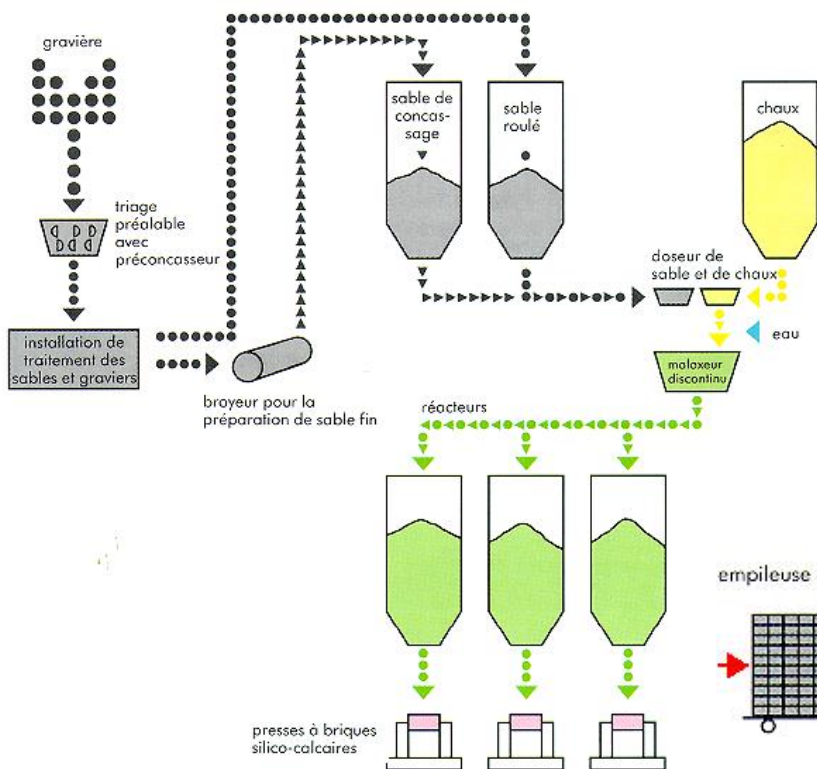 gravière
triage
préalable
avec
préconcasseur
installation de
traitement des
sables et graviers
broyeur pour la
préparation de sable fin
sable de
concas-
sage
sable
roulé
chaux
doseur de
sable et de chaux
eau
malaxeur
discontinu
réacteurs
empileuse
presses à briques
silico-calcaires